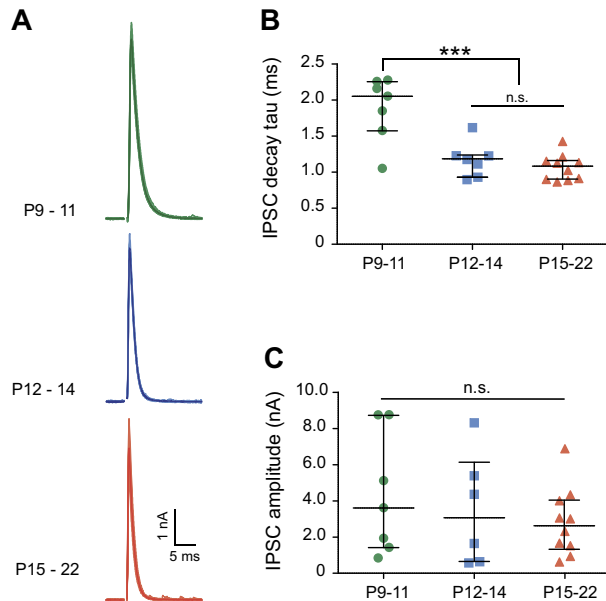 A
P9 - 11
P12 - 14
P15 - 22
1 nA
5 ms
B
IPSC decay tau (ms)
2.5
2.0
1.5
1.0
0.5
0
***
n.s.
P9-11
P12-14
P15-22
C
IPSC amplitude (nA)
10.0
8.0
6.0
4.0
2.0
0
n.s.
P9-11
P12-14
P15-22